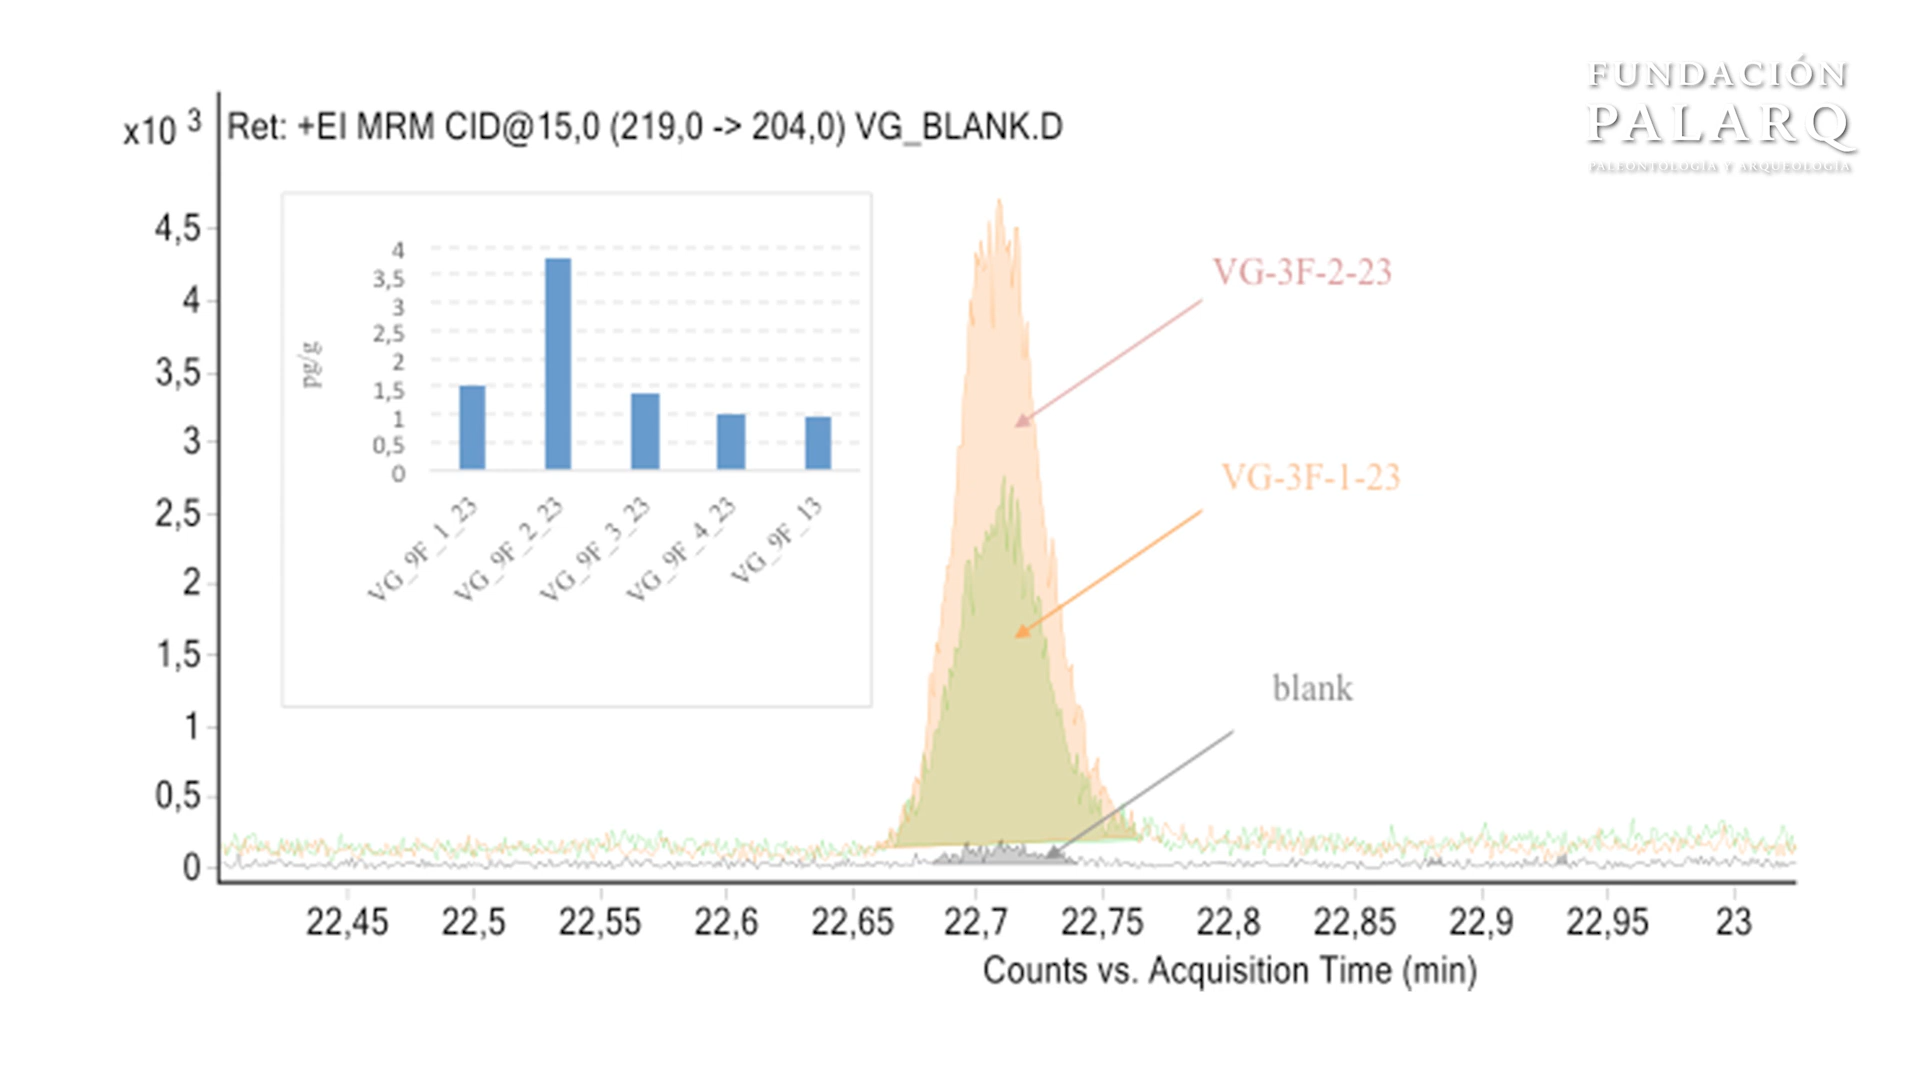 FUNDACIÓN
PALARQ
PALEONTOLOGÍA Y ARQUEOLOGÍA
x10 3
Ret: +EI MRM CID@15,0 (219,0 -> 204,0) VG_BLANK.D
4,5
4
3,5
3
2,5
2
1,5
1
0,5
0
pg/g
4
3,5
3
2,5
2
1,5
1
0,5
0
VG_9F_1_23
VG_9F_2_23
VG_9F_3_23
VG_9F_4_23
VG_9F_13
VG-3F-2-23
VG-3F-1-23
blank
22,45 22,5 22,55 22,6 22,65 22,7 22,75 22,8 22,85 22,9 22,95 23
Counts vs. Acquisition Time (min)